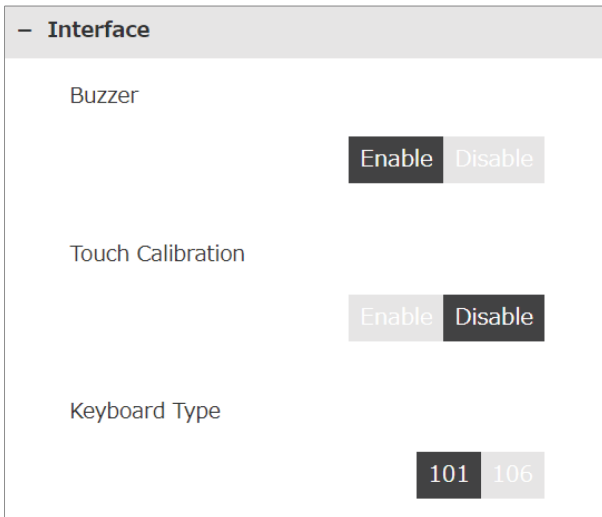 – Interface
Buzzer
Enable Disable
Touch Calibration
Enable Disable
Keyboard Type
101 106